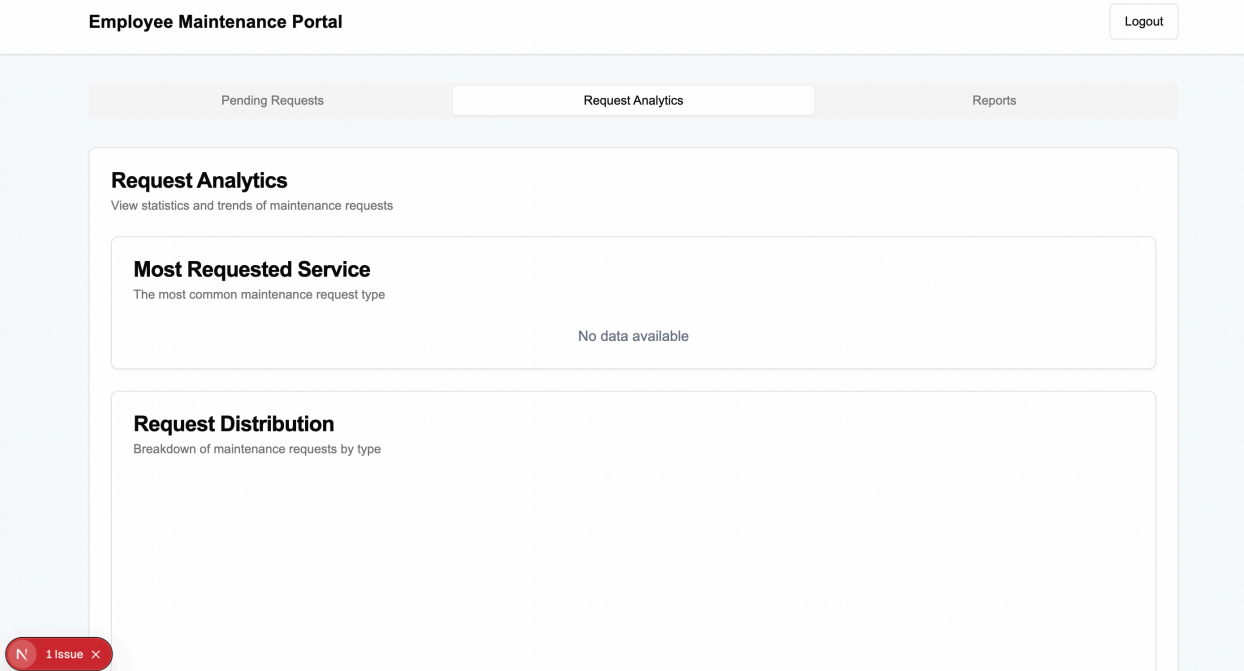 Employee Maintenance Portal
Logout
Pending Requests
Request Analytics
Reports
Request Analytics
View statistics and trends of maintenance requests
Most Requested Service
The most common maintenance request type
No data available
Request Distribution
Breakdown of maintenance requests by type
N 1 Issue ×